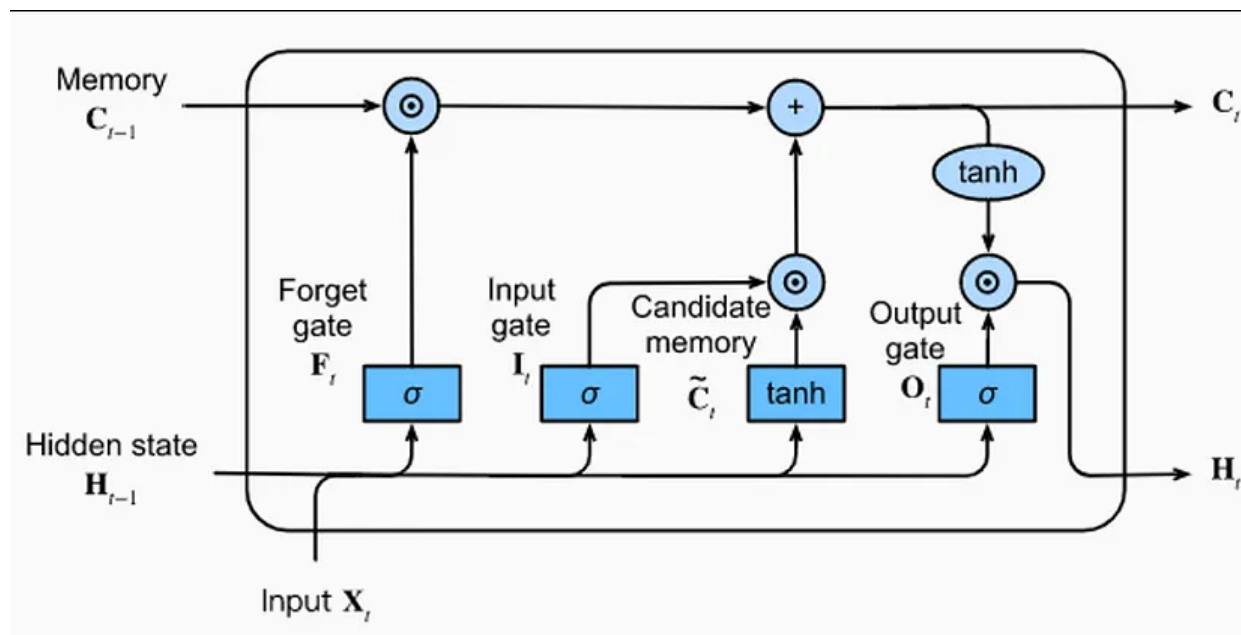 Memory
C_{t-1}
C_t
+
tanh
Forget
gate
F_t
Input
gate
I_t
Candidate
memory
C̃_t
Output
gate
O_t
σ
σ
tanh
σ
Hidden state
H_{t-1}
H_t
Input X_t